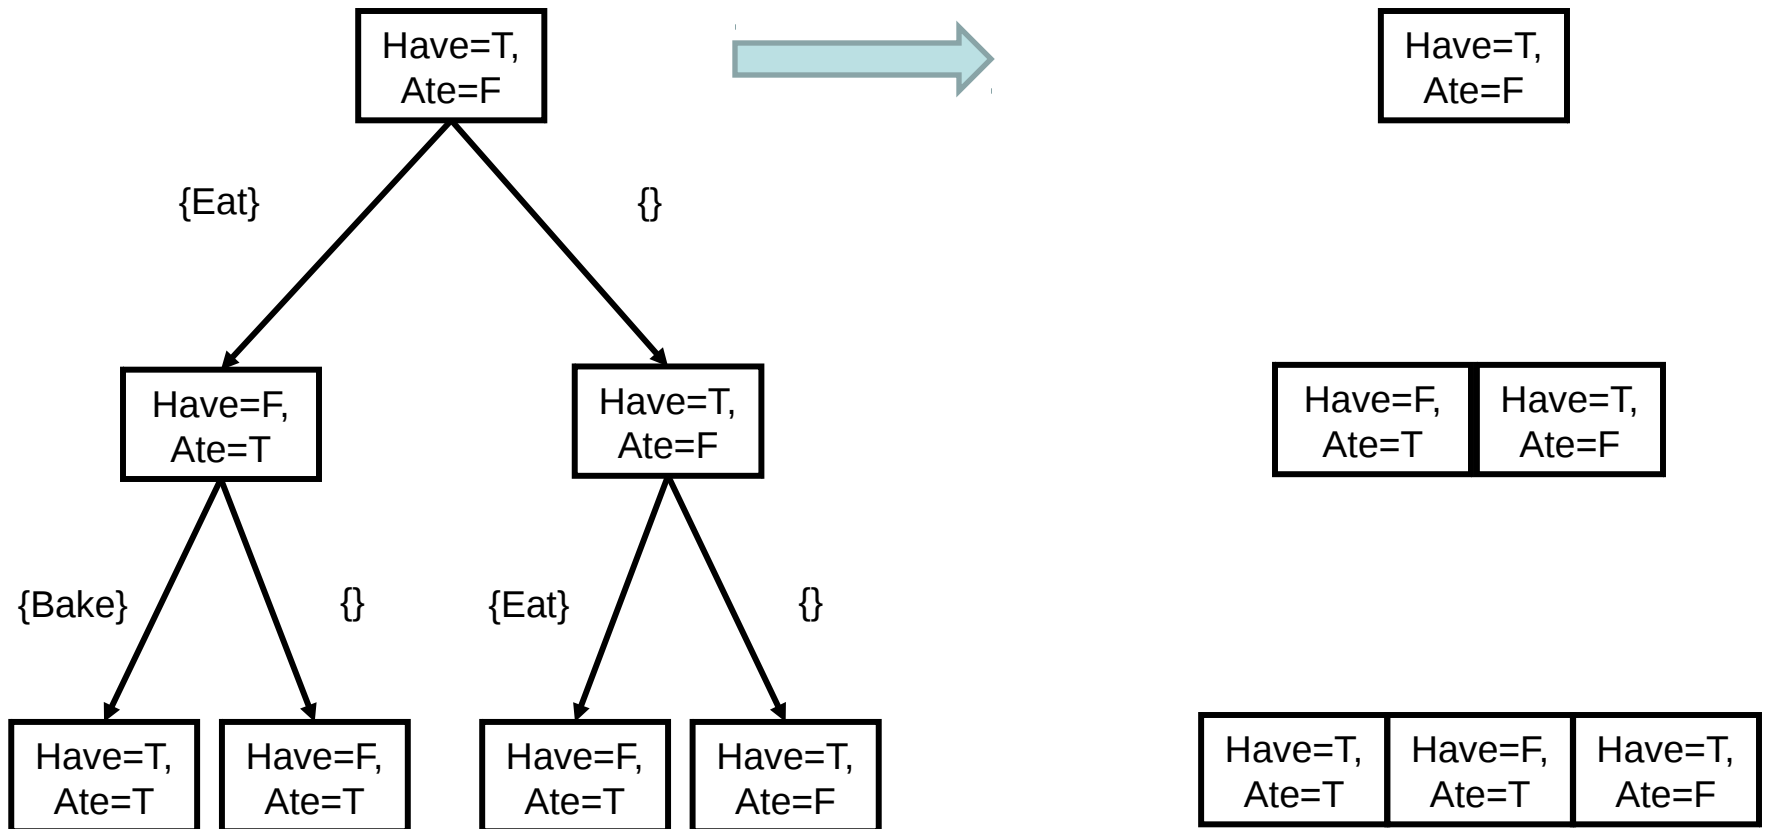 Have=T,
Ate=F
Have=T,
Ate=F
{Eat}
{}
Have=F,
Ate=T
Have=T,
Ate=F
Have=F,
Ate=T
Have=T,
Ate=F
{Bake}
{}
{Eat}
{}
Have=T,
Ate=T
Have=F,
Ate=T
Have=F,
Ate=T
Have=T,
Ate=F
Have=T,
Ate=T
Have=F,
Ate=T
Have=T,
Ate=F